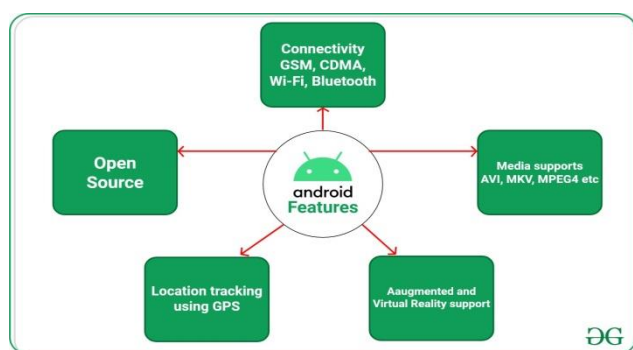 Connectivity
GSM, CDMA,
Wi-Fi, Bluetooth
Open
Source
android
Features
Media supports
AVI, MKV, MPEG4 etc
Location tracking
using GPS
Aaugmented and
Virtual Reality support